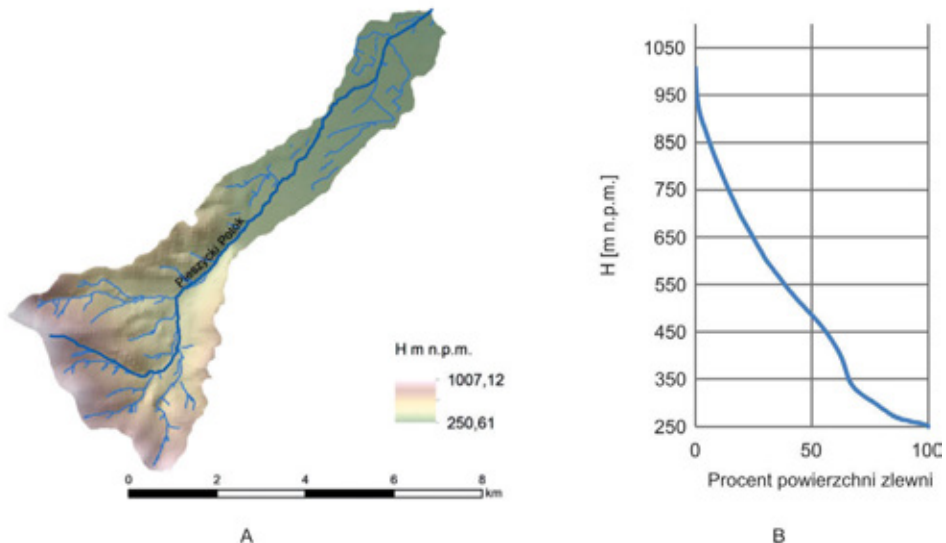 Pieszycki Potok
H m n.p.m.
1007,12
250,61
0 2 4 6 8
km
A
H [m n.p.m.]
1050
950
850
750
650
550
450
350
250
0 50 100
Procent powierzchni zlewni
B